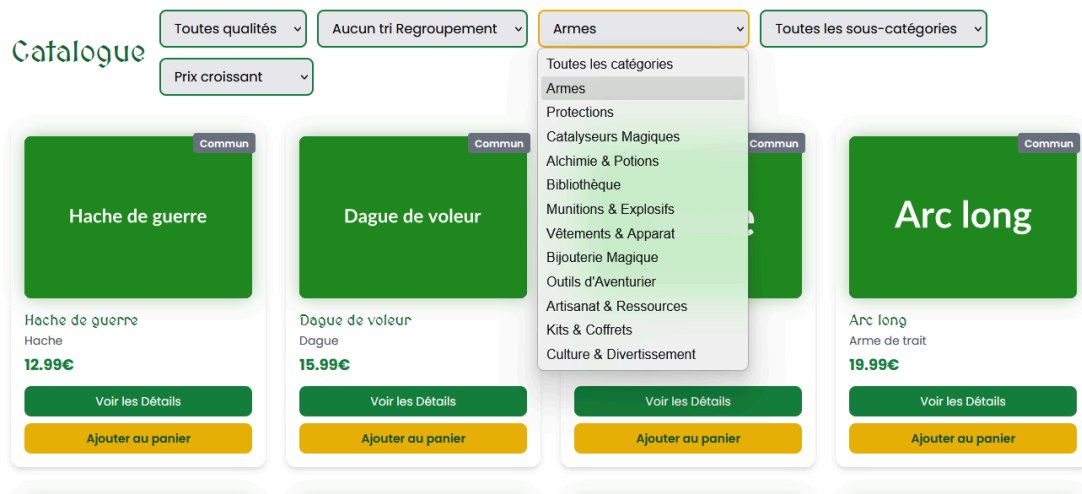 Catalogue
Toutes qualités
Aucun tri Regroupement
Armes
Toutes les sous-catégories
Prix croissant
Toutes les catégories
Armes
Protections
Catalyseurs Magiques
Alchimie & Potions
Bibliothèque
Munitions & Explosifs
Vêtements & Apparat
Bijouterie Magique
Outils d'Aventurier
Artisanat & Ressources
Kits & Coffrets
Culture & Divertissement
Commun
Hache de guerre
Hache de guerre
Hache
12.99€
Voir les Détails
Ajouter au panier
Commun
Dague de voleur
Dague de voleur
Dague
15.99€
Voir les Détails
Ajouter au panier
Commun
Voir les Détails
Ajouter au panier
Commun
Arc long
Arc long
Arme de trait
19.99€
Voir les Détails
Ajouter au panier